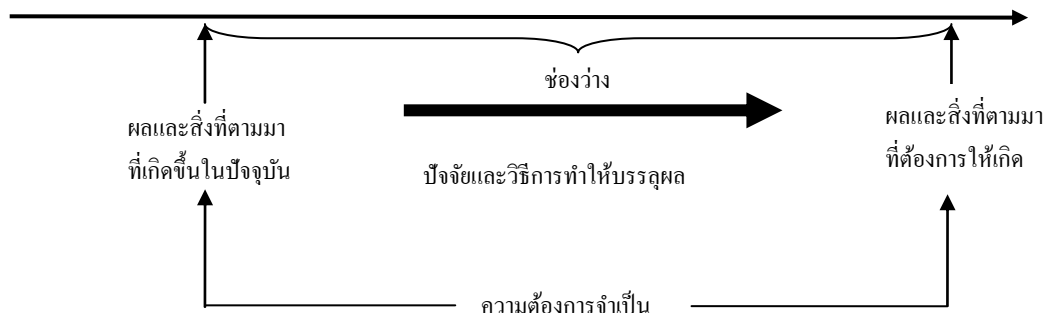 ช่องว่าง
ผลและสิ่งที่ตามมา
ที่เกิดขึ้นในปัจจุบัน
ปัจจัยและวิธีการทำให้บรรลุผล
ผลและสิ่งที่ตามมา
ที่ต้องการให้เกิด
ความต้องการจำเป็น